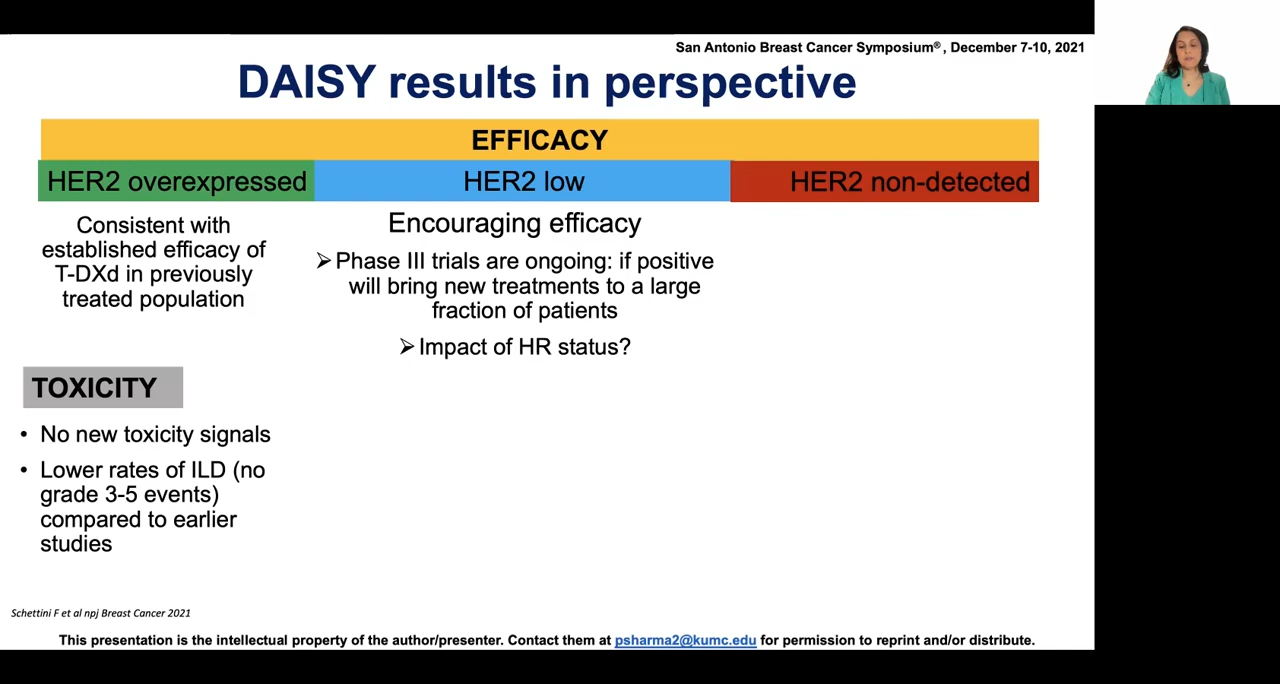 San Antonio Breast Cancer Symposium®, December 7-10, 2021
DAISY results in perspective
EFFICACY
HER2 overexpressed
HER2 low
HER2 non-detected
Consistent with
established efficacy of
T-DXd in previously
treated population
Encouraging efficacy
➢ Phase III trials are ongoing: if positive
will bring new treatments to a large
fraction of patients
➢ Impact of HR status?
TOXICITY
• No new toxicity signals
• Lower rates of ILD (no
grade 3-5 events)
compared to earlier
studies
Schettini F et al npj Breast Cancer 2021
This presentation is the intellectual property of the author/presenter. Contact them at psharma2@kumc.edu for permission to reprint and/or distribute.